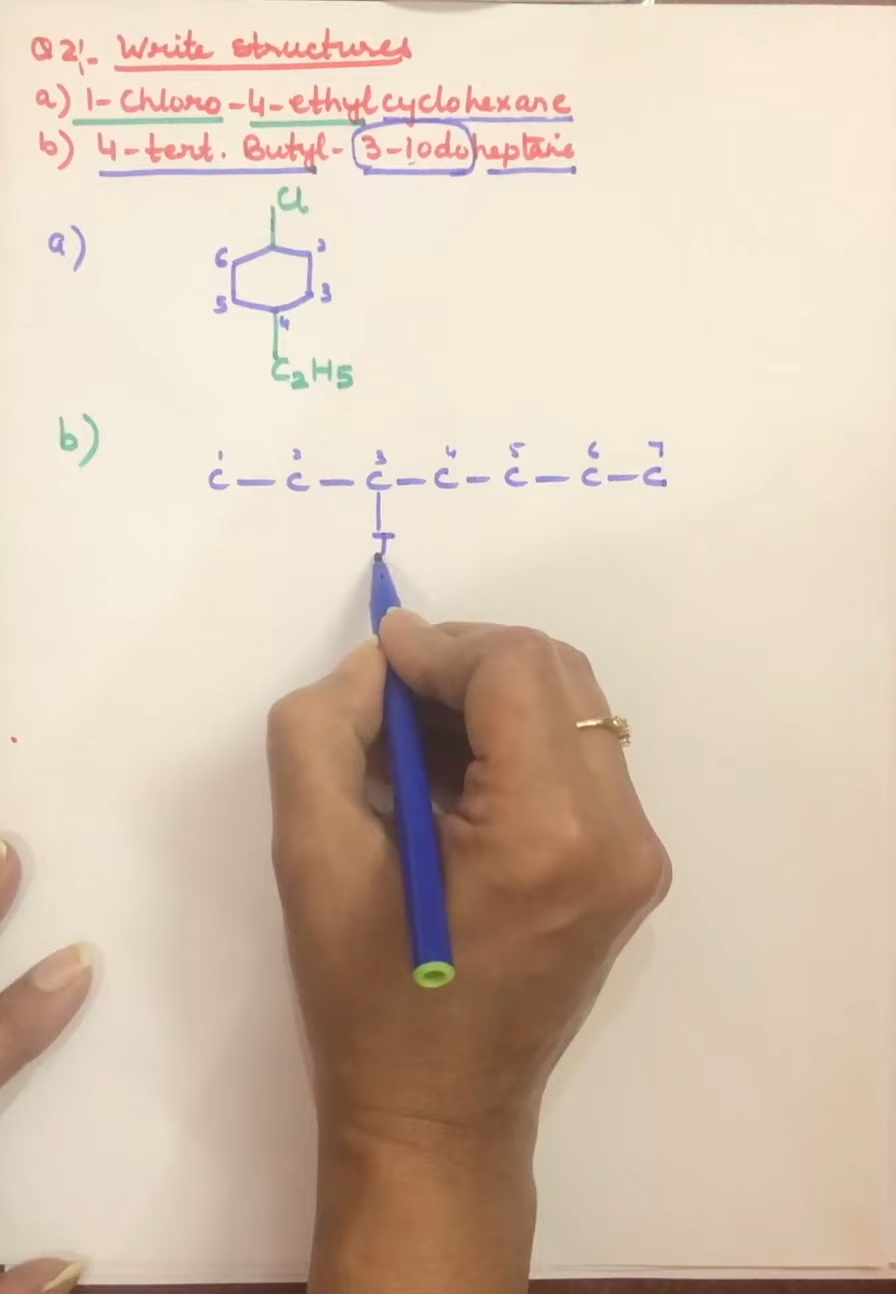 Q2:- Write structures
a) 1-Chloro-4-ethylcyclohexane
b) 4-tert. Butyl-3-Iodoheptane
a)
Cl
6 2
5 3
4
C2H5
b)
1 2 3 4 5 6 7
C — C — C — C — C — C — C
I